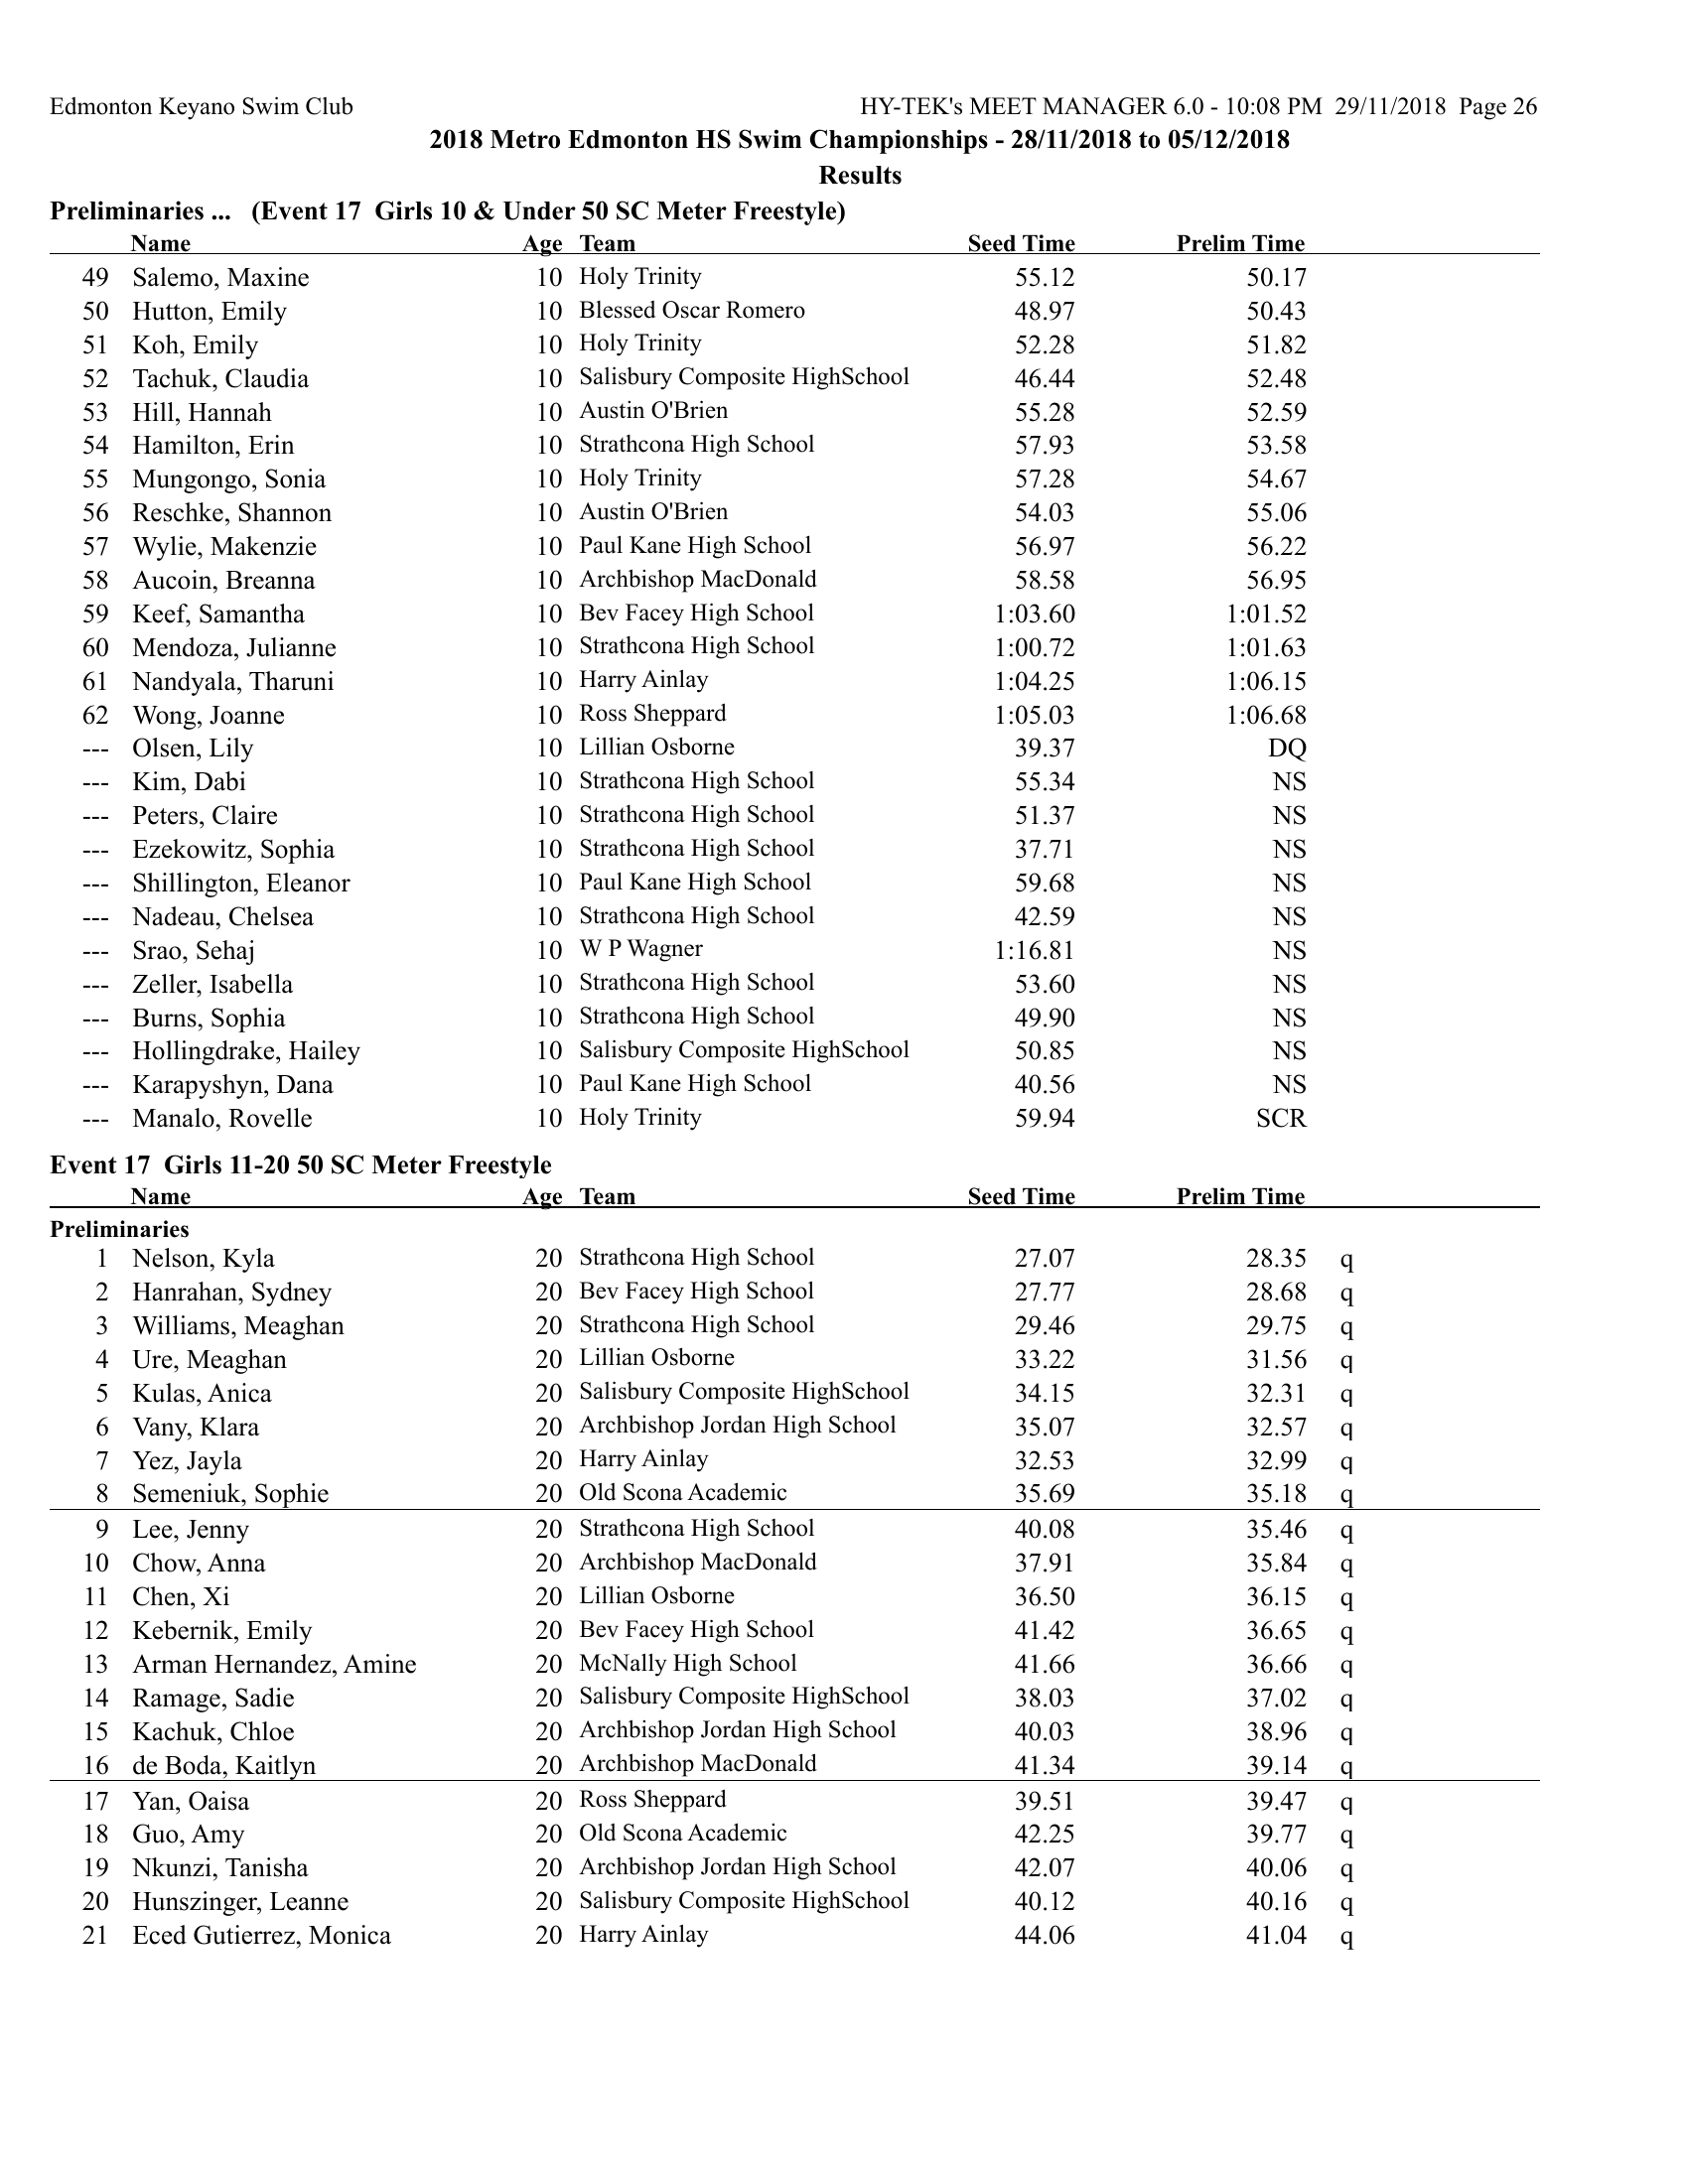 Edmonton Keyano Swim Club HY-TEK's MEET MANAGER 6.0 - 10:08 PM 29/11/2018 Page 26
2018 Metro Edmonton HS Swim Championships - 28/11/2018 to 05/12/2018
Results
Preliminaries ... (Event 17 Girls 10 & Under 50 SC Meter Freestyle)
Name Age Team Seed Time Prelim Time
49 Salemo, Maxine 10 Holy Trinity 55.12 50.17
50 Hutton, Emily 10 Blessed Oscar Romero 48.97 50.43
51 Koh, Emily 10 Holy Trinity 52.28 51.82
52 Tachuk, Claudia 10 Salisbury Composite HighSchool 46.44 52.48
53 Hill, Hannah 10 Austin O'Brien 55.28 52.59
54 Hamilton, Erin 10 Strathcona High School 57.93 53.58
55 Mungongo, Sonia 10 Holy Trinity 57.28 54.67
56 Reschke, Shannon 10 Austin O'Brien 54.03 55.06
57 Wylie, Makenzie 10 Paul Kane High School 56.97 56.22
58 Aucoin, Breanna 10 Archbishop MacDonald 58.58 56.95
59 Keef, Samantha 10 Bev Facey High School 1:03.60 1:01.52
60 Mendoza, Julianne 10 Strathcona High School 1:00.72 1:01.63
61 Nandyala, Tharuni 10 Harry Ainlay 1:04.25 1:06.15
62 Wong, Joanne 10 Ross Sheppard 1:05.03 1:06.68
--- Olsen, Lily 10 Lillian Osborne 39.37 DQ
--- Kim, Dabi 10 Strathcona High School 55.34 NS
--- Peters, Claire 10 Strathcona High School 51.37 NS
--- Ezekowitz, Sophia 10 Strathcona High School 37.71 NS
--- Shillington, Eleanor 10 Paul Kane High School 59.68 NS
--- Nadeau, Chelsea 10 Strathcona High School 42.59 NS
--- Srao, Sehaj 10 W P Wagner 1:16.81 NS
--- Zeller, Isabella 10 Strathcona High School 53.60 NS
--- Burns, Sophia 10 Strathcona High School 49.90 NS
--- Hollingdrake, Hailey 10 Salisbury Composite HighSchool 50.85 NS
--- Karapyshyn, Dana 10 Paul Kane High School 40.56 NS
--- Manalo, Rovelle 10 Holy Trinity 59.94 SCR
Event 17 Girls 11-20 50 SC Meter Freestyle
Name Age Team Seed Time Prelim Time
Preliminaries
1 Nelson, Kyla 20 Strathcona High School 27.07 28.35 q
2 Hanrahan, Sydney 20 Bev Facey High School 27.77 28.68 q
3 Williams, Meaghan 20 Strathcona High School 29.46 29.75 q
4 Ure, Meaghan 20 Lillian Osborne 33.22 31.56 q
5 Kulas, Anica 20 Salisbury Composite HighSchool 34.15 32.31 q
6 Vany, Klara 20 Archbishop Jordan High School 35.07 32.57 q
7 Yez, Jayla 20 Harry Ainlay 32.53 32.99 q
8 Semeniuk, Sophie 20 Old Scona Academic 35.69 35.18 q
9 Lee, Jenny 20 Strathcona High School 40.08 35.46 q
10 Chow, Anna 20 Archbishop MacDonald 37.91 35.84 q
11 Chen, Xi 20 Lillian Osborne 36.50 36.15 q
12 Kebernik, Emily 20 Bev Facey High School 41.42 36.65 q
13 Arman Hernandez, Amine 20 McNally High School 41.66 36.66 q
14 Ramage, Sadie 20 Salisbury Composite HighSchool 38.03 37.02 q
15 Kachuk, Chloe 20 Archbishop Jordan High School 40.03 38.96 q
16 de Boda, Kaitlyn 20 Archbishop MacDonald 41.34 39.14 q
17 Yan, Oaisa 20 Ross Sheppard 39.51 39.47 q
18 Guo, Amy 20 Old Scona Academic 42.25 39.77 q
19 Nkunzi, Tanisha 20 Archbishop Jordan High School 42.07 40.06 q
20 Hunszinger, Leanne 20 Salisbury Composite HighSchool 40.12 40.16 q
21 Eced Gutierrez, Monica 20 Harry Ainlay 44.06 41.04 q